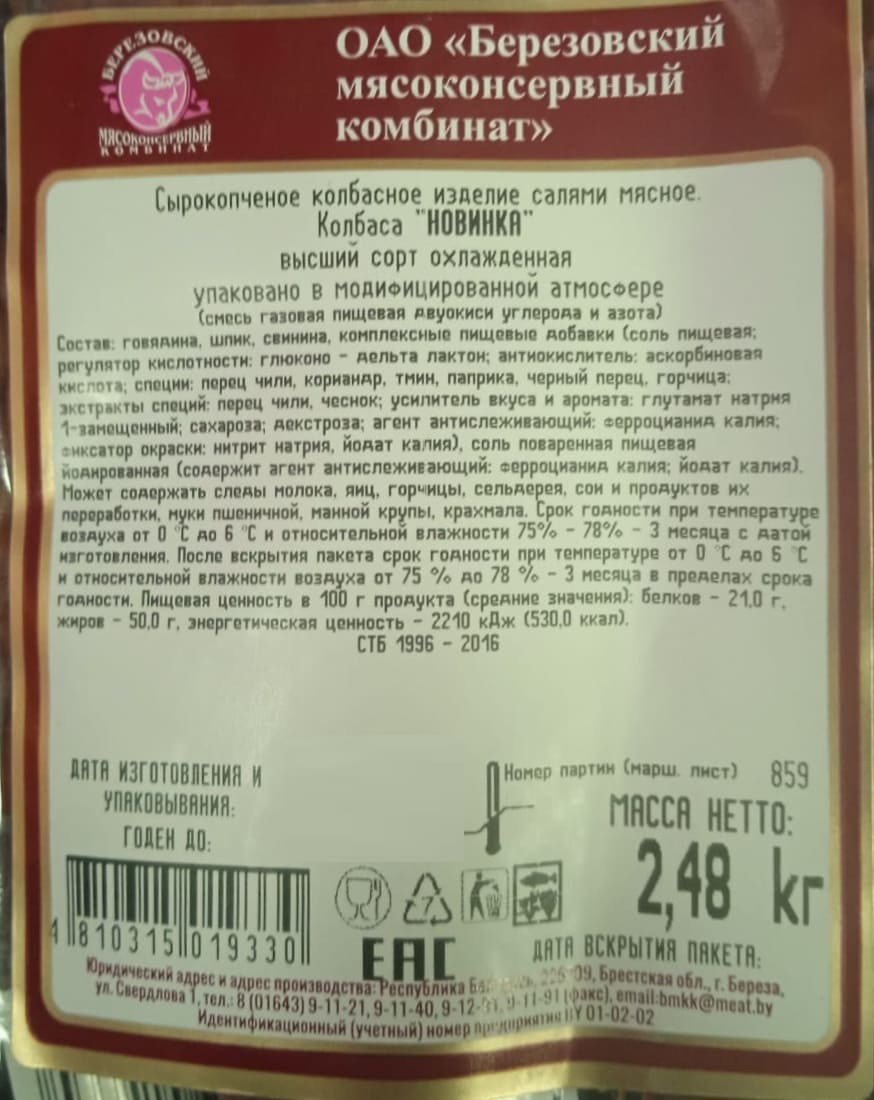 БЕРЕЗОВСКИЙ
МЯСОКОНСЕРВНЫЙ
КОМБИНАТ
ОАО «Березовский
мясоконсервный
комбинат»
Сырокопченое колбасное изделие салями мясное.
Колбаса "НОВИНКА"
высший сорт охлажденная
упаковано в модифицированной атмосфере
(смесь газовая пищевая двуокиси углерода и азота)
Состав: говядина, шпик, свинина, комплексные пищевые добавки (соль пищевая;
регулятор кислотности: глюконо - дельта лактон; антиокислитель: аскорбиновая
кислота; специи: перец чили, кориандр, тмин, паприка, черный перец, горчица;
экстракты специй: перец чили, чеснок; усилитель вкуса и аромата: глутамат натрия
1-замещенный; сахароза; декстроза; агент антислеживающий: ферроцианид калия;
фиксатор окраски: нитрит натрия, йодат калия), соль поваренная пищевая
йодированная (содержит агент антислеживающий: ферроцианид калия; йодат калия).
Может содержать следы молока, яиц, горчицы, сельдерея, сои и продуктов их
переработки, муки пшеничной, манной крупы, крахмала. Срок годности при температуре
воздуха от 0 °C до 6 °C и относительной влажности 75% - 78% - 3 месяца с датой
изготовления. После вскрытия пакета срок годности при температуре от 0 °C до 6 °C
и относительной влажности воздуха от 75 % до 78 % - 3 месяца в пределах срока
годности. Пищевая ценность в 100 г продукта (средние значения): белков - 21,0 г,
жиров - 50,0 г, энергетическая ценность - 2210 кДж (530,0 ккал).
СТБ 1996 - 2016
ДАТА ИЗГОТОВЛЕНИЯ И
УПАКОВЫВАНИЯ:
ГОДЕН ДО:
Номер партии (марш. лист) 859
МАССА НЕТТО:
2,48 кг
4 810315 019330
7
EAC
ДАТА ВСКРЫТИЯ ПАКЕТА:
Юридический адрес и адрес производства: Республика 09, Брестская обл., г. Береза,
ул. Свердлова 1, тел.: 8 (01643) 9-11-21, 9-11-40, 9-11-91 (факс), email:bmkk@meat.by
Идентификационный (учетный) номер предприятия BY 01-02-02